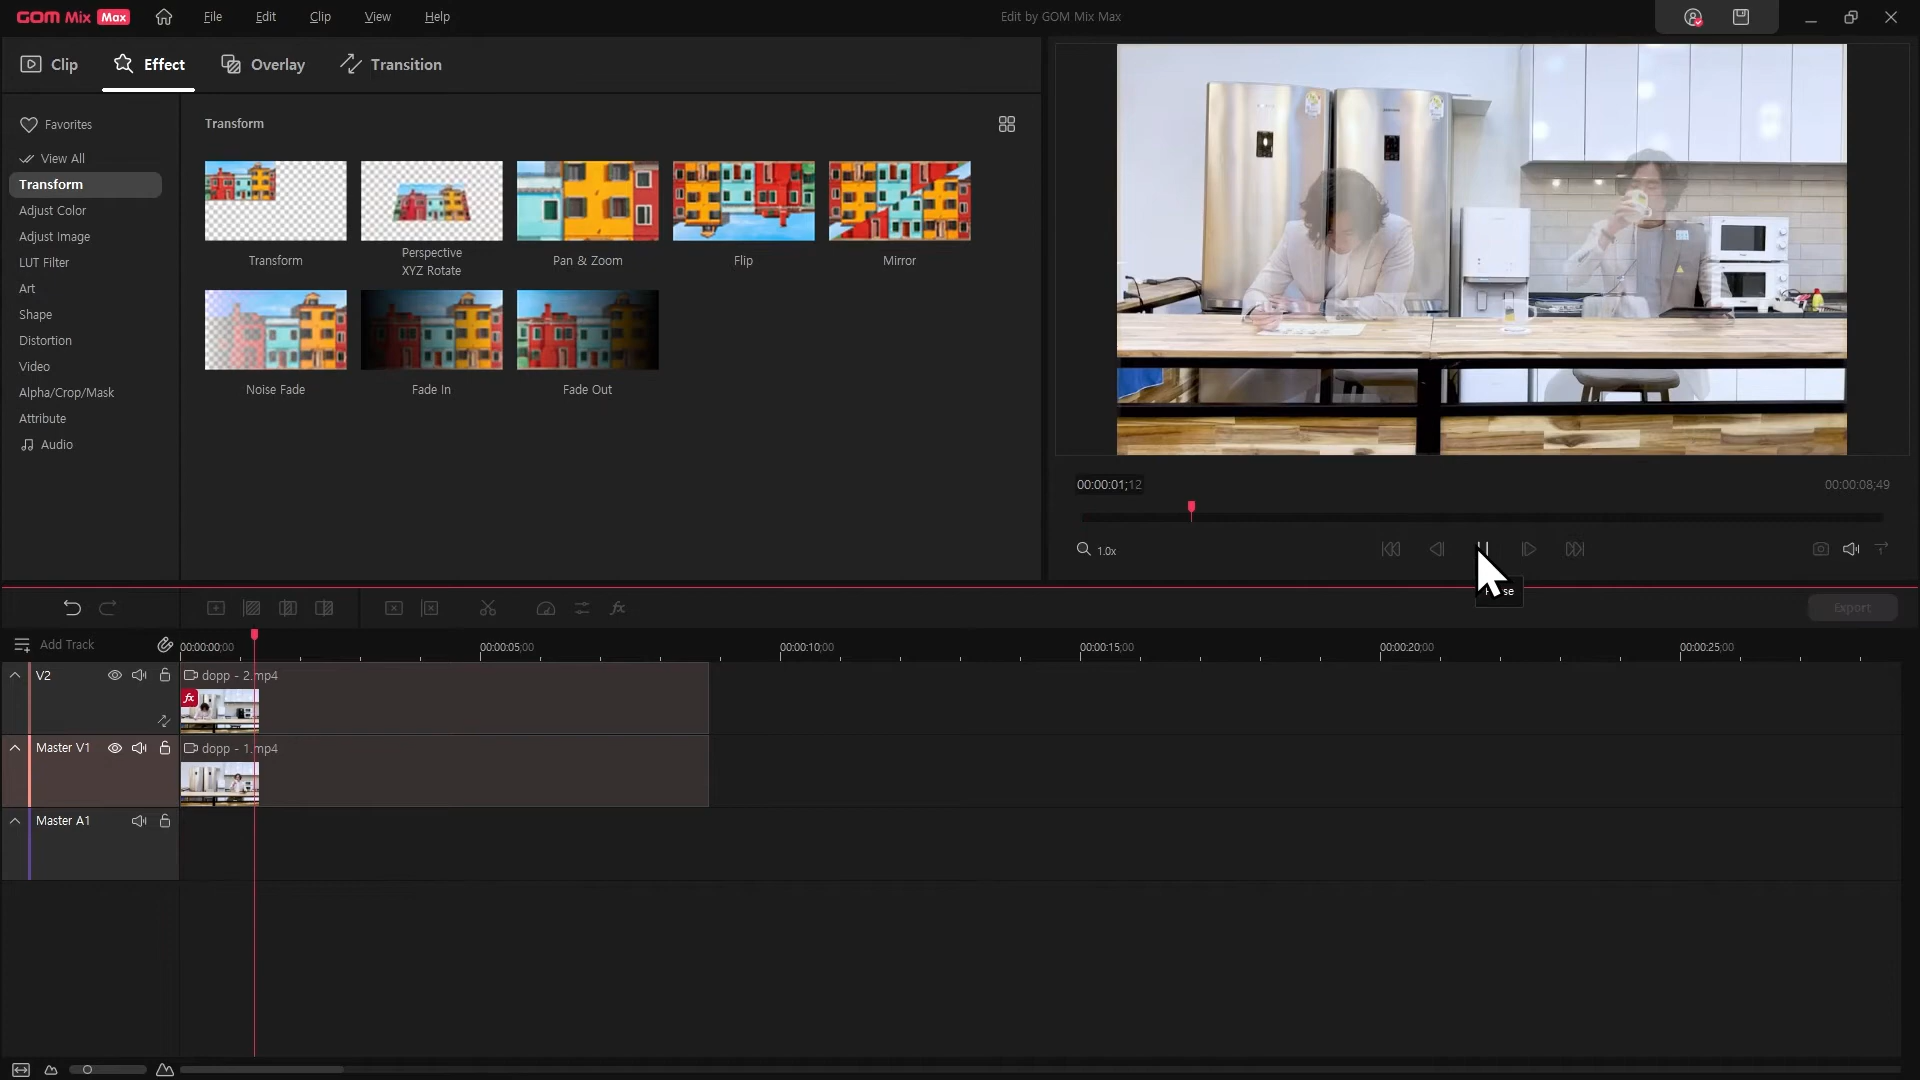 GOM Mix Max
File
Edit
Clip
View
Help
Edit by GOM Mix Max
Clip
Effect
Overlay
Transition
Favorites
View All
Transform
Adjust Color
Adjust Image
LUT Filter
Art
Shape
Distortion
Video
Alpha/Crop/Mask
Attribute
Audio
Transform
Transform
Perspective
XYZ Rotate
Pan & Zoom
Flip
Mirror
Noise Fade
Fade In
Fade Out
00:00:01;12
00:00:08;49
1.0x
Export
Add Track
00:00:00;00
00:00:05;00
00:00:10;00
00:00:15;00
00:00:20;00
00:00:25;00
V2
dopp - 2.mp4
fx
Master V1
dopp - 1.mp4
Master A1